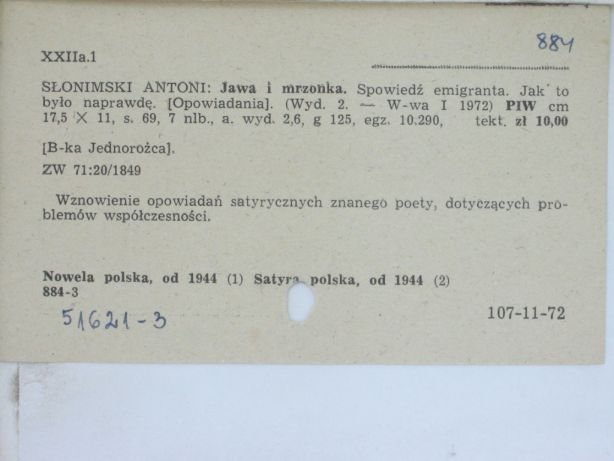 884
XXIIa.1
SŁONIMSKI ANTONI: Jawa i mrzonka. Spowiedź emigranta. Jak to
było naprawdę. [Opowiadania]. (Wyd. 2. — W-wa I 1972) PIW cm
17,5 X 11, s. 69, 7 nlb., a. wyd. 2,6, g 125, egz. 10.290, tekt. zł 10,00
[B-ka Jednorożca].
ZW 71:20/1849
Wznowienie opowiadań satyrycznych znanego poety, dotyczących pro-
blemów współczesności.
Nowela polska, od 1944 (1) Satyra polska, od 1944 (2)
884-3
51621-3
107-11-72